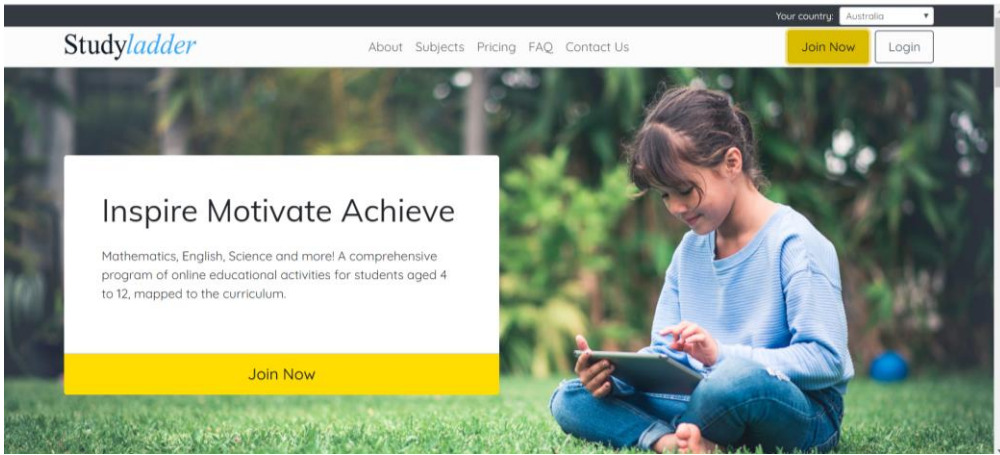 Your country: Australia
Studyladder
About Subjects Pricing FAQ Contact Us
Join Now
Login
Inspire Motivate Achieve
Mathematics, English, Science and more! A comprehensive
program of online educational activities for students aged 4
to 12, mapped to the curriculum.
Join Now